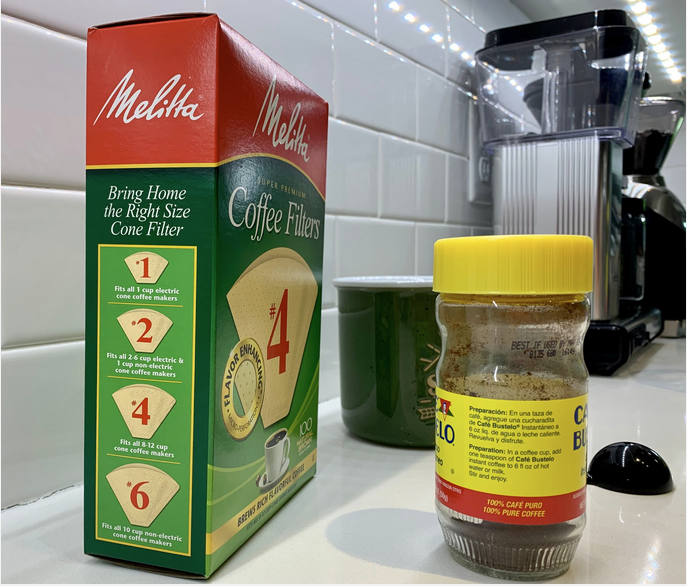 Melitta
Bring Home
the Right Size
Cone Filter
#1
Fits all 1 cup electric
cone coffee makers
#2
Fits all 2-6 cup electric &
1 cup non-electric
cone coffee makers
#4
Fits all 8-12 cup
cone coffee makers
#6
Fits all 10 cup non-electric
cone coffee makers
Melitta
SUPER PREMIUM
Coffee Filters
#4
FLAVOR ENHANCING
100
BREWS RICH FLAVORFUL COFFEE
BEST IF USED BY
Preparación: En una taza de
café, agregue una cucharadita
de Café Bustelo® Instantáneo a
6 oz liq. de agua o leche caliente.
Revuelva y disfrute.
Preparation: In a coffee cup, add
one teaspoon of Café Bustelo
instant coffee to 6 fl oz of hot
water or milk.
Stir and enjoy.
100% CAFÉ PURO
100% PURE COFFEE
ELO
CA
BU